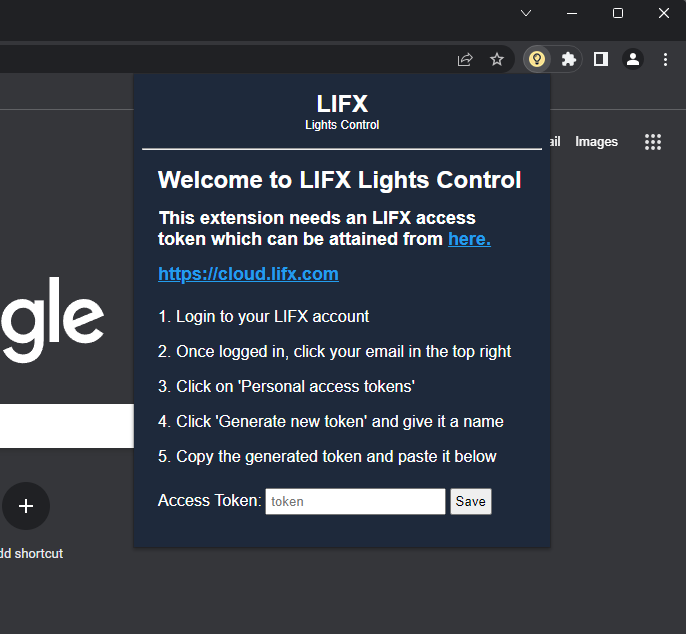 LIFX
Lights Control
ail Images
Welcome to LIFX Lights Control
This extension needs an LIFX access
token which can be attained from here.
https://cloud.lifx.com
1. Login to your LIFX account
2. Once logged in, click your email in the top right
gle
3. Click on 'Personal access tokens'
4. Click 'Generate new token' and give it a name
5. Copy the generated token and paste it below
Access Token: token Save
dd shortcut